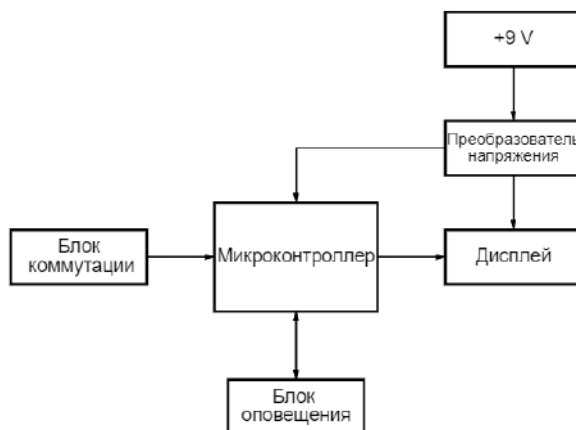 +9 V
Преобразователь
напряжения
Блок
коммутации
Микроконтроллер
Дисплей
Блок
оповещения